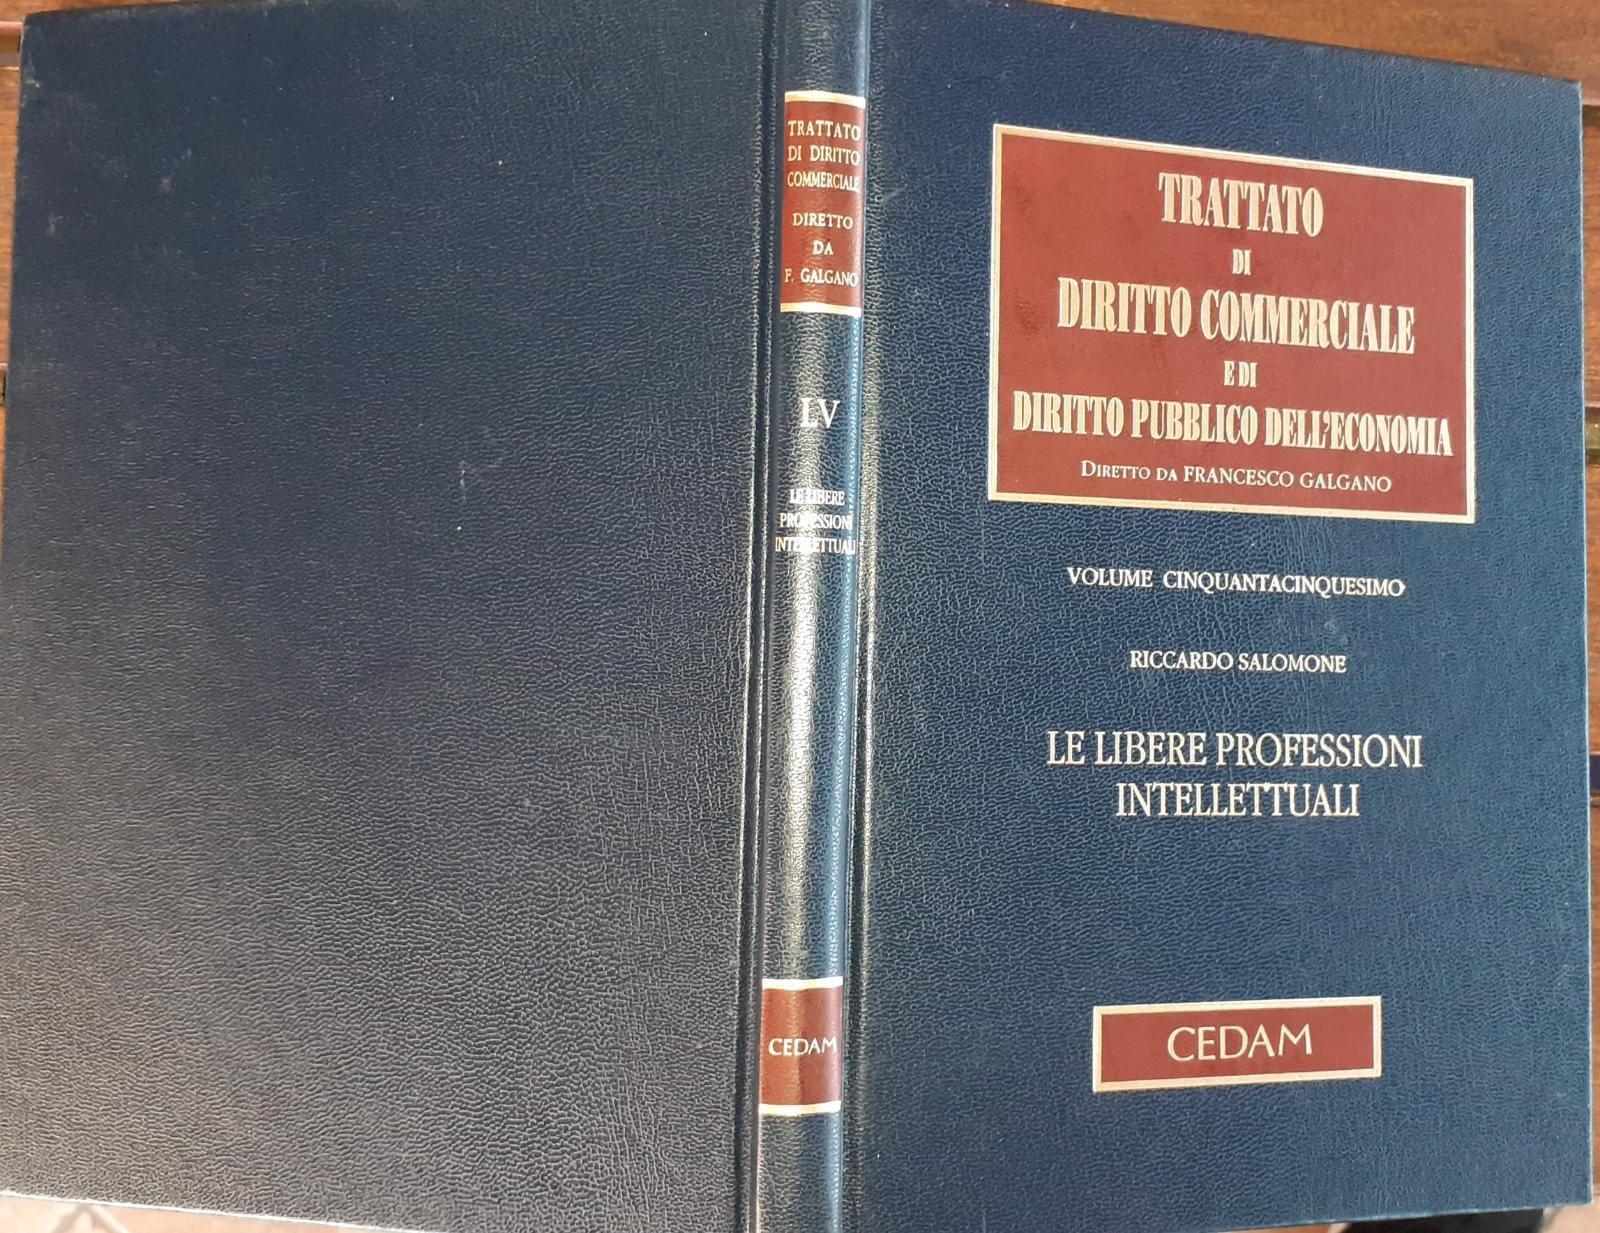 TRATTATO
DI DIRITTO
COMMERCIALE
DIRETTO
DA
F. GALGANO
LV
LE LIBERE
PROFESSIONI
INTELLETTUALI
CEDAM
TRATTATO
DI
DIRITTO COMMERCIALE
E DI
DIRITTO PUBBLICO DELL'ECONOMIA
DIRETTO DA FRANCESCO GALGANO
VOLUME CINQUANTACINQUESIMO
RICCARDO SALOMONE
LE LIBERE PROFESSIONI
INTELLETTUALI
CEDAM